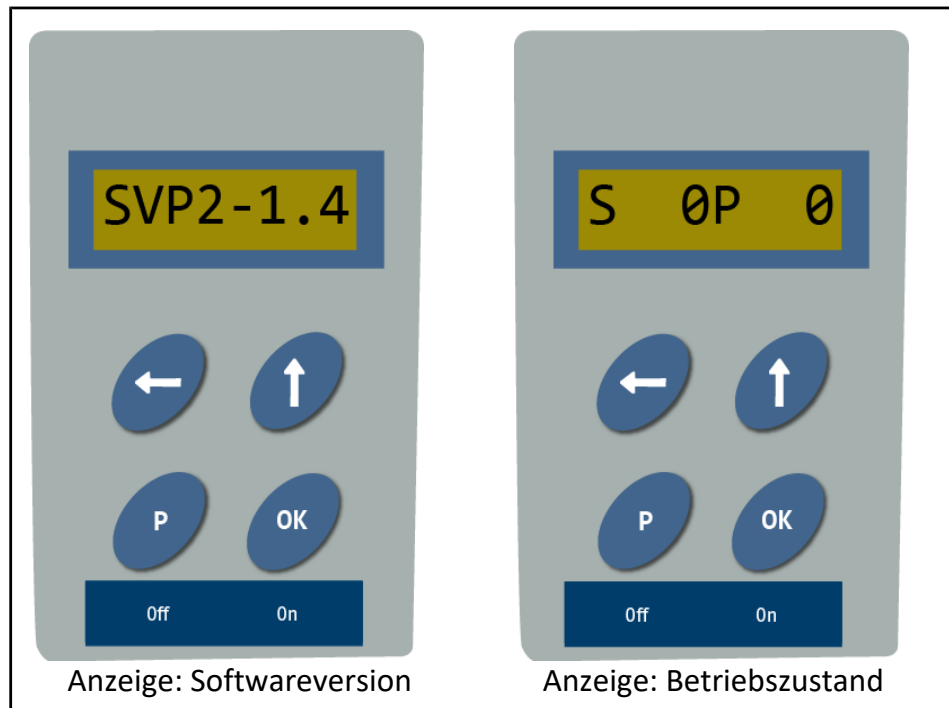 SVP2-1.4
P OK
Off On
Anzeige: Softwareversion
S 0P 0
P OK
Off On
Anzeige: Betriebszustand